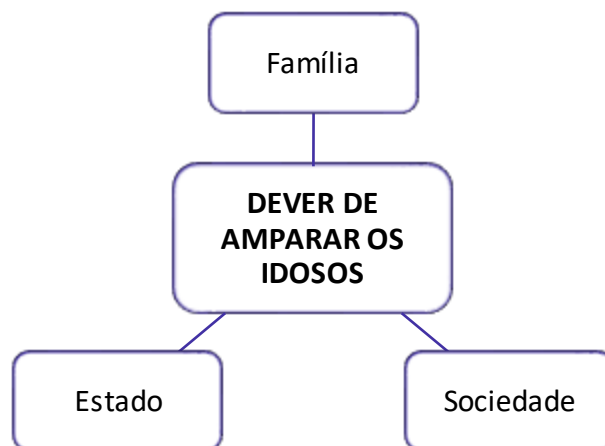 Família
DEVER DE
AMPARAR OS
IDOSOS
Estado
Sociedade